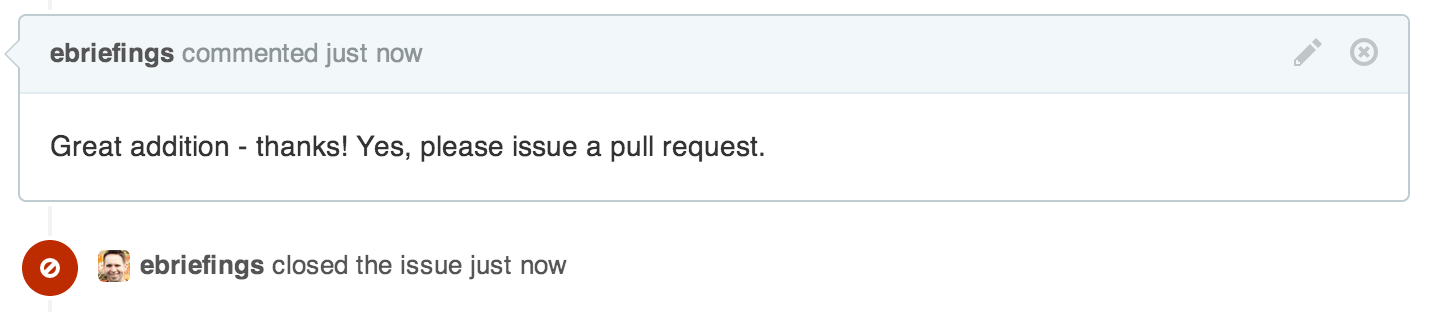 ebriefings commented just now
Great addition - thanks! Yes, please issue a pull request.
ebriefings closed the issue just now